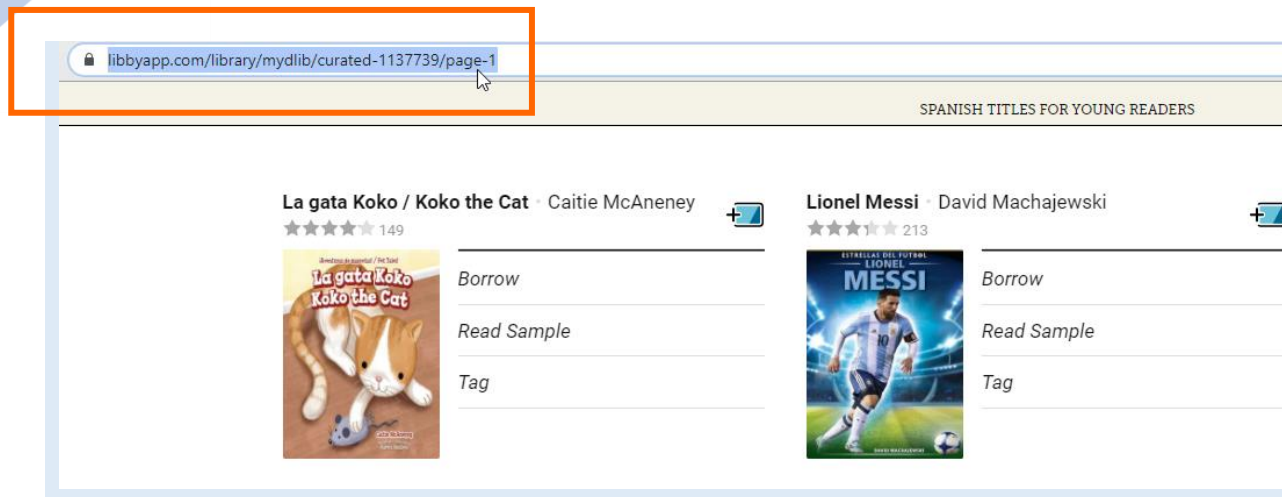 libbyapp.com/library/mydlib/curated-1137739/page-1
SPANISH TITLES FOR YOUNG READERS
La gata Koko / Koko the Cat · Caitie McAneney
149
La gata Koko
Koko the Cat
Borrow
Read Sample
Tag
Lionel Messi · David Machajewski
213
ESTRELLAS DEL FÚTBOL
LIONEL
MESSI
10
DAVID MACHAJEWSKI
Borrow
Read Sample
Tag